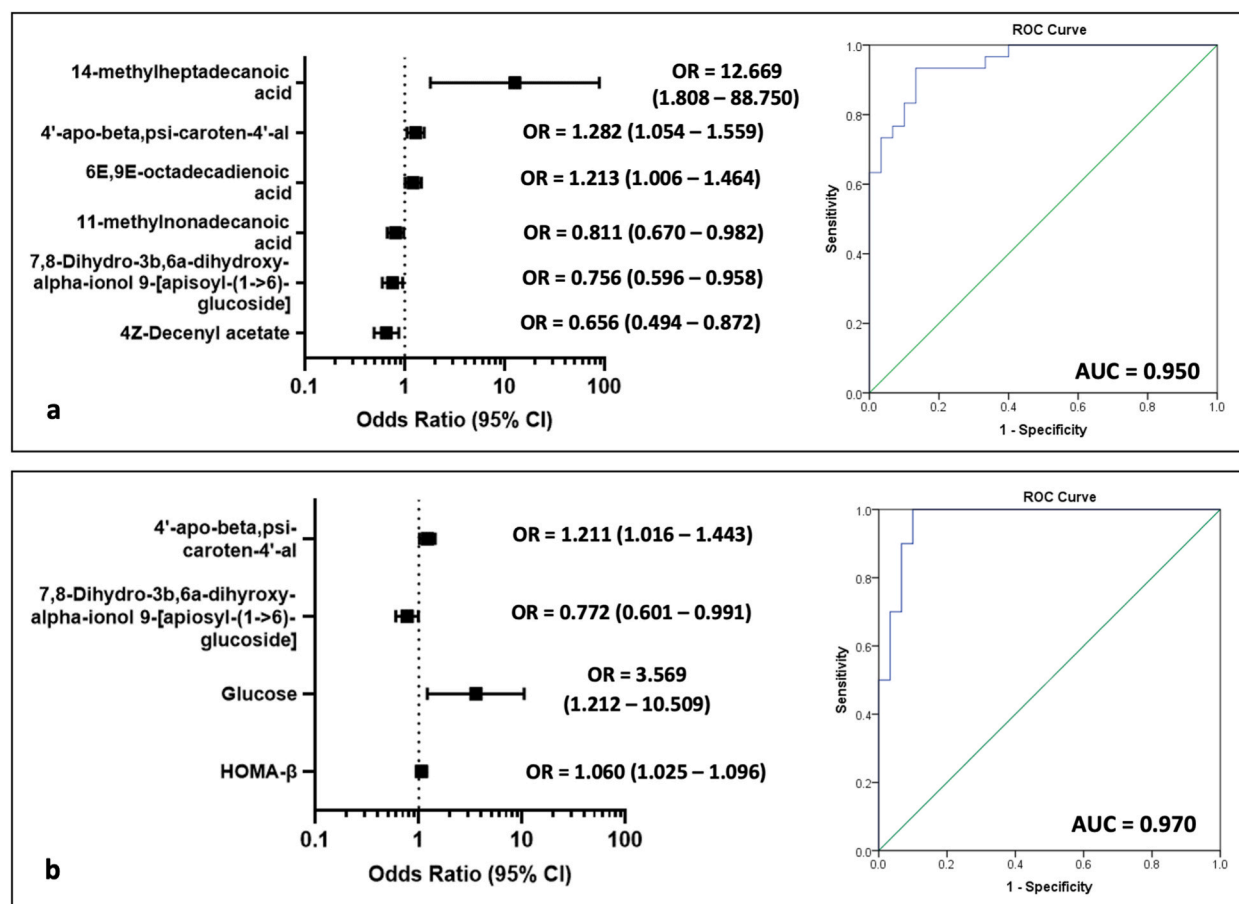 14-methylheptadecanoic
acid
4'-apo-beta,psi-caroten-4'-al
6E,9E-octadecadienoic
acid
11-methylnonadecanoic
acid
7,8-Dihydro-3b,6a-dihydroxy-
alpha-ionol 9-[apisoyl-(1->6)-
glucoside]
4Z-Decenyl acetate
OR = 12.669
(1.808 – 88.750)
OR = 1.282 (1.054 – 1.559)
OR = 1.213 (1.006 – 1.464)
OR = 0.811 (0.670 – 0.982)
OR = 0.756 (0.596 – 0.958)
OR = 0.656 (0.494 – 0.872)
0.1 1 10 100
Odds Ratio (95% CI)
a
ROC Curve
Sensitivity
1.0
0.8
0.6
0.4
0.2
0.0
0.0 0.2 0.4 0.6 0.8 1.0
1 - Specificity
AUC = 0.950
4'-apo-beta,psi-
caroten-4'-al
7,8-Dihydro-3b,6a-dihyroxy-
alpha-ionol 9-[apiosyl-(1->6)-
glucoside]
Glucose
HOMA-β
OR = 1.211 (1.016 – 1.443)
OR = 0.772 (0.601 – 0.991)
OR = 3.569
(1.212 – 10.509)
OR = 1.060 (1.025 – 1.096)
0.1 1 10 100
Odds Ratio (95% CI)
b
ROC Curve
Sensitivity
1.0
0.8
0.6
0.4
0.2
0.0
0.0 0.2 0.4 0.6 0.8 1.0
1 - Specificity
AUC = 0.970